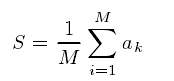 S = \frac{1}{M} \sum_{i=1}^{M} a_k